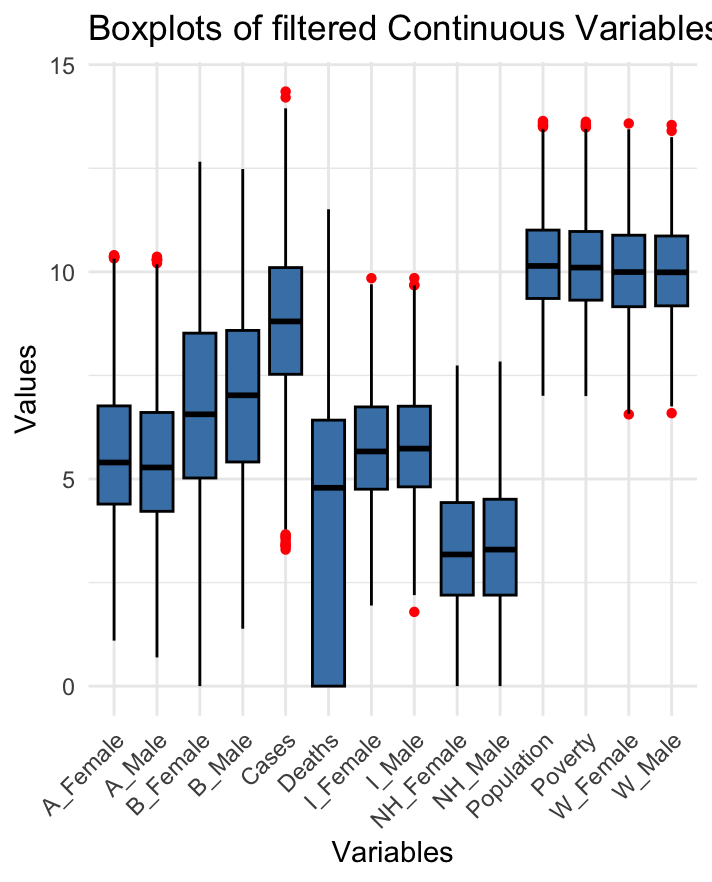 Boxplots of filtered Continuous Variables
15
10
5
0
Values
A_Female
A_Male
B_Female
B_Male
Cases
Deaths
I_Female
I_Male
NH_Female
NH_Male
Population
Poverty
W_Female
W_Male
Variables